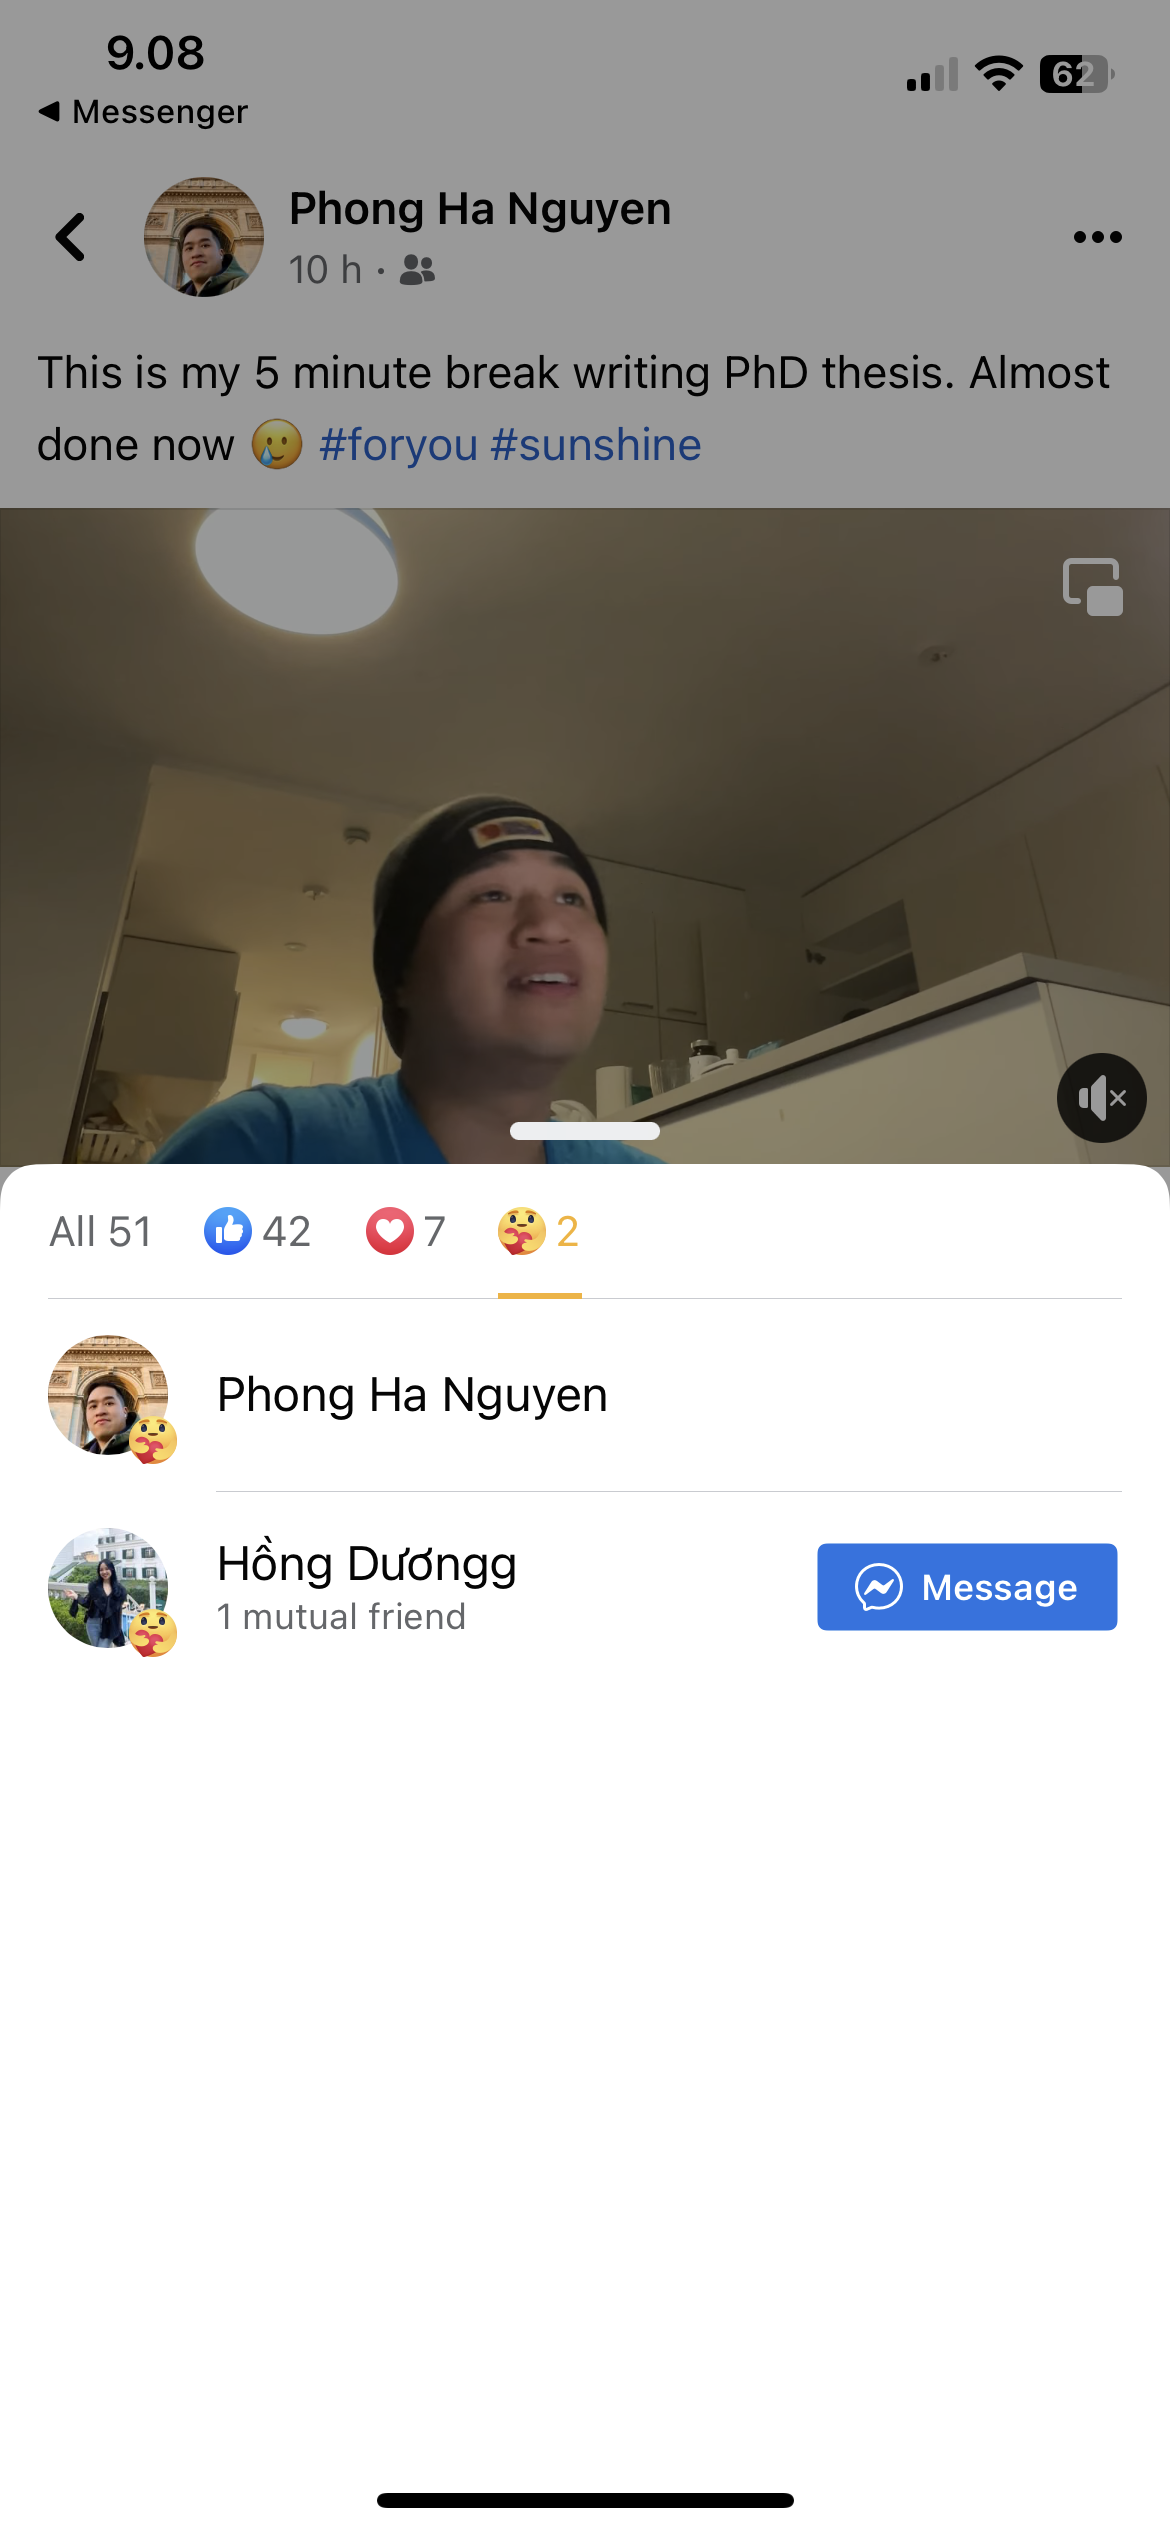 9.08
62
◀ Messenger
Phong Ha Nguyen
10 h ·
This is my 5 minute break writing PhD thesis. Almost
done now 🥲 #foryou #sunshine
All 51 42 7 2
Phong Ha Nguyen
Hồng Dươngg
1 mutual friend
Message